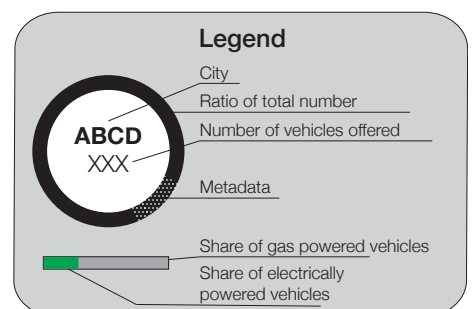 Legend
City
Ratio of total number
Number of vehicles offered
ABCD
XXX
Metadata
Share of gas powered vehicles
Share of electrically
powered vehicles